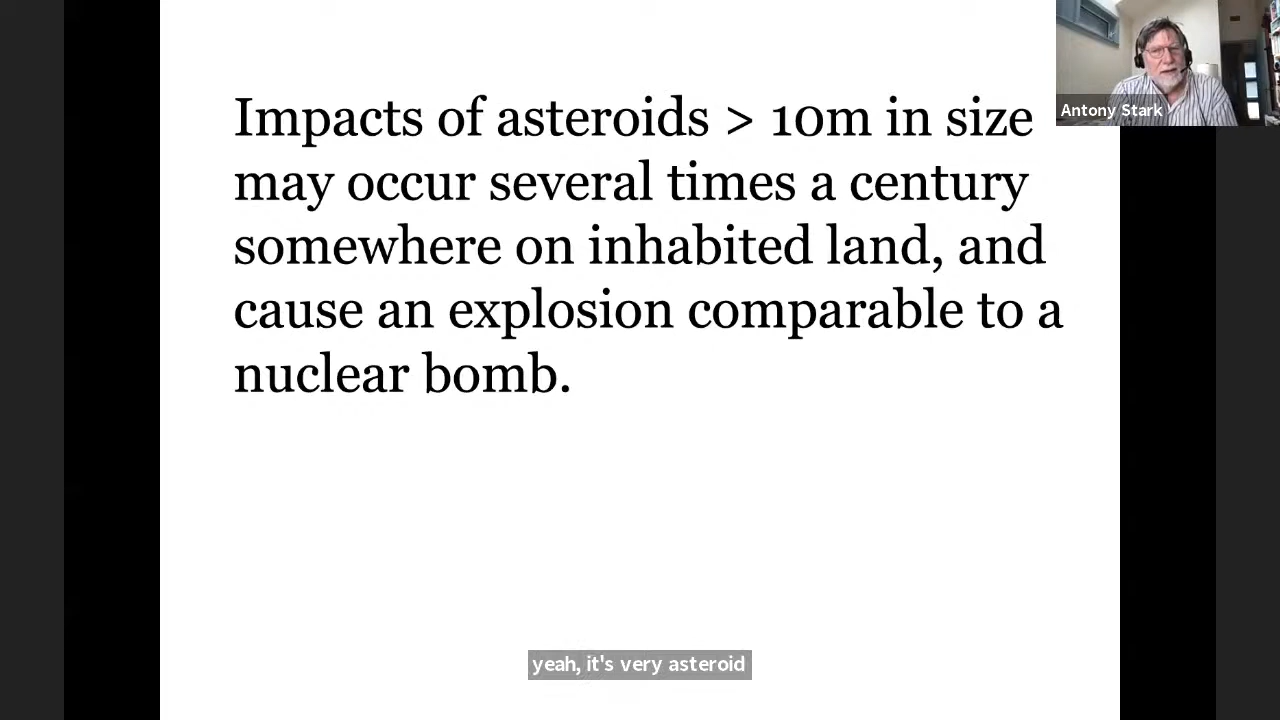 Impacts of asteroids > 10m in size
may occur several times a century
somewhere on inhabited land, and
cause an explosion comparable to a
nuclear bomb.
Antony Stark
yeah, it's very asteroid